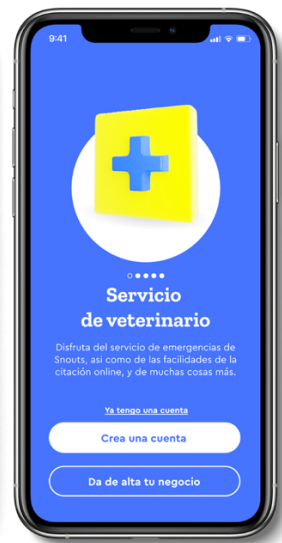 9:41
Servicio
de veterinario
Disfruta del servicio de emergencias de
Snouts, asi como de las facilidades de la
citación online, y de muchas cosas más.
Ya tengo una cuenta
Crea una cuenta
Da de alta tu negocio